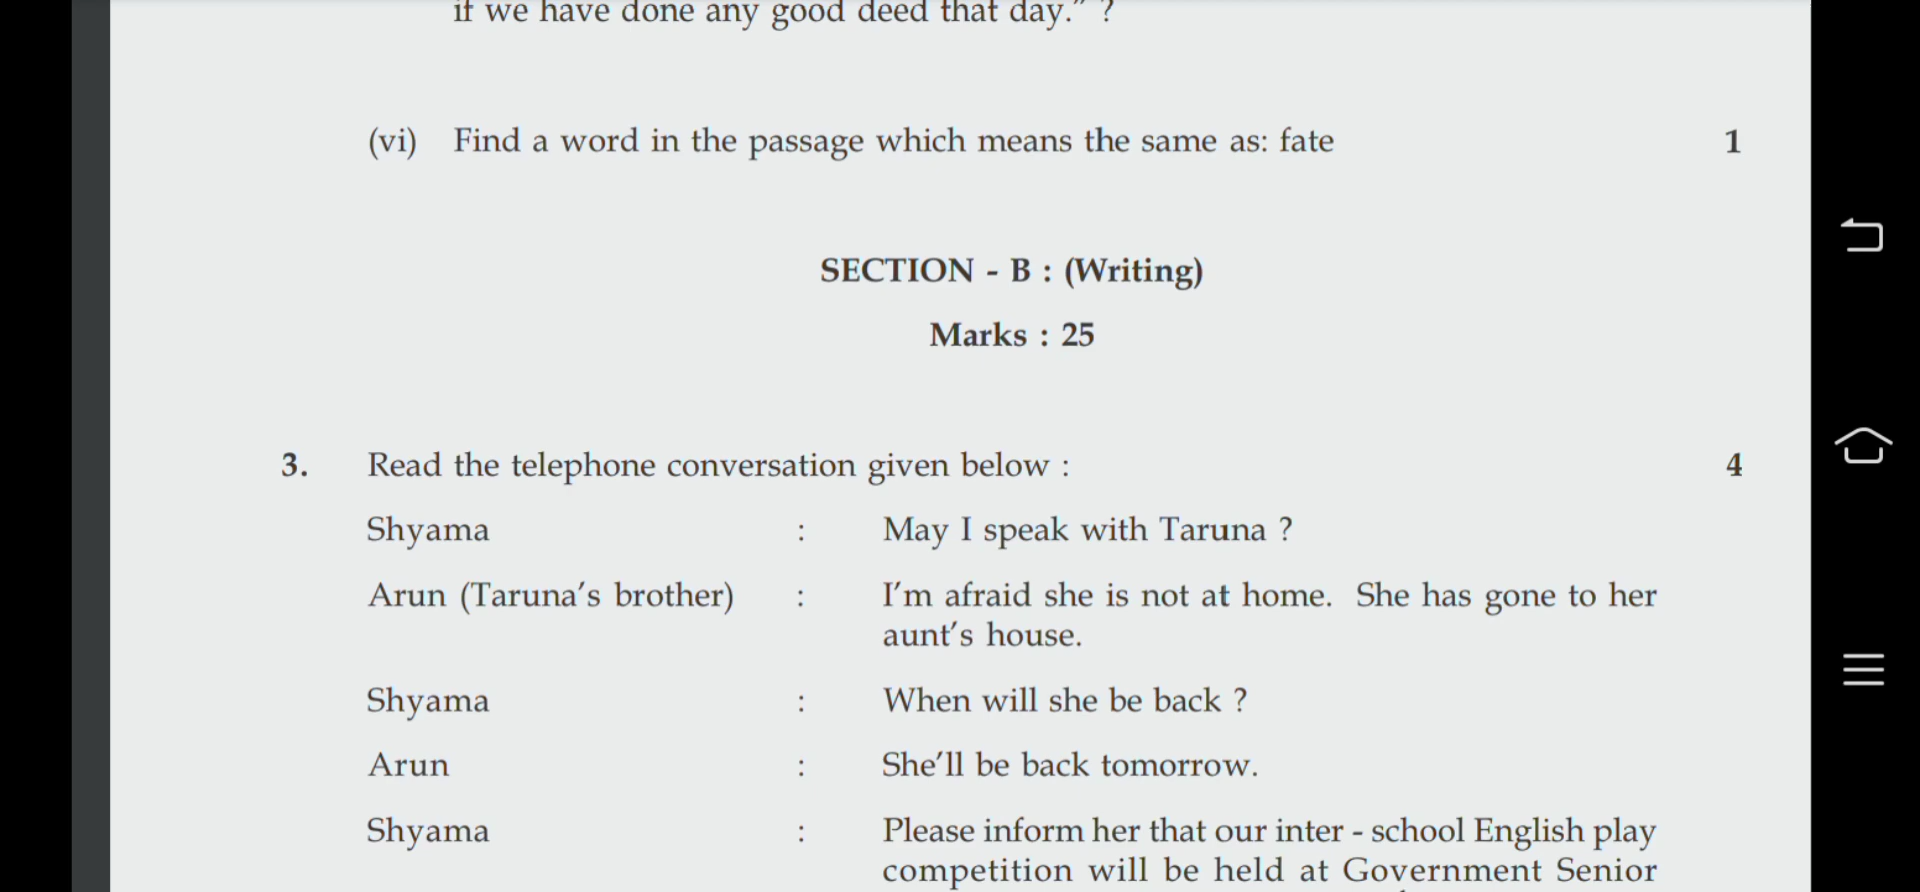 if we have done any good deed that day." ?
(vi) Find a word in the passage which means the same as: fate 1
SECTION - B : (Writing)
Marks : 25
3. Read the telephone conversation given below : 4
Shyama : May I speak with Taruna ?
Arun (Taruna's brother) : I'm afraid she is not at home. She has gone to her
aunt's house.
Shyama : When will she be back ?
Arun : She'll be back tomorrow.
Shyama : Please inform her that our inter - school English play
competition will be held at Government Senior